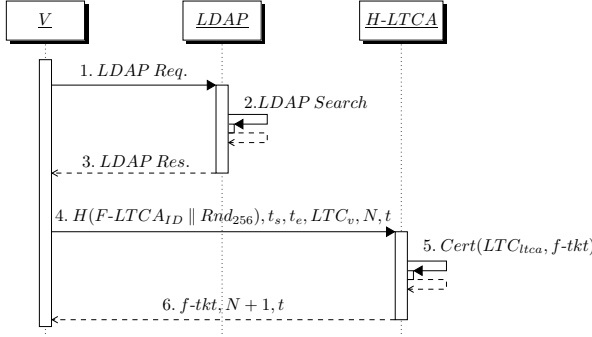 V LDAP H-LTCA
1. LDAP Req.
2.LDAP Search
3. LDAP Res.
4. H(F-LTCA_ID ∥ Rnd_256), t_s, t_e, LTC_v, N, t
5. Cert(LTC_ltca, f-tkt)
6. f-tkt, N + 1, t